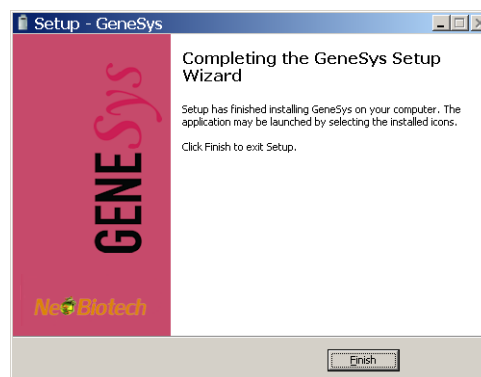 Setup - GeneSys
GENESys
NeoBiotech
Completing the GeneSys Setup
Wizard
Setup has finished installing GeneSys on your computer. The
application may be launched by selecting the installed icons.
Click Finish to exit Setup.
Finish